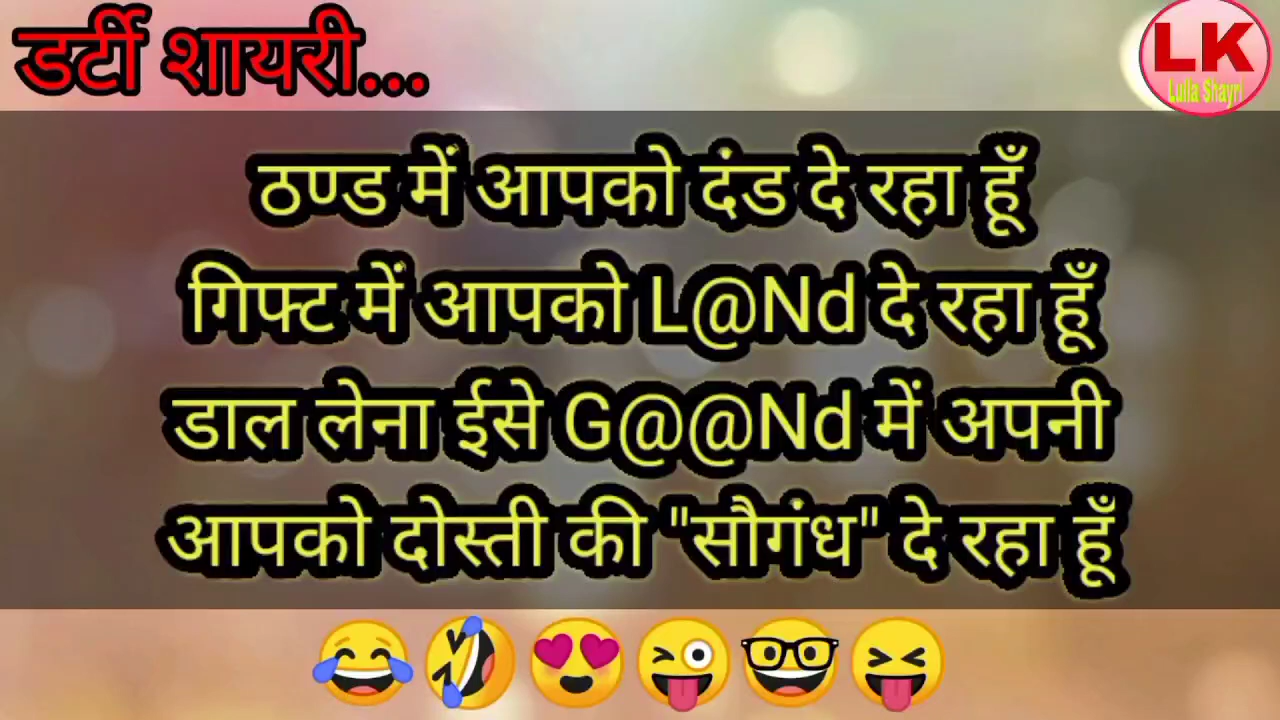 डर्टी शायरी...
LK
Lulla Shayri
ठण्ड में आपको दंड दे रहा हूँ
गिफ्ट में आपको L@Nd दे रहा हूँ
डाल लेना ईसे G@@Nd में अपनी
आपको दोस्ती की "सौगंध" दे रहा हूँ